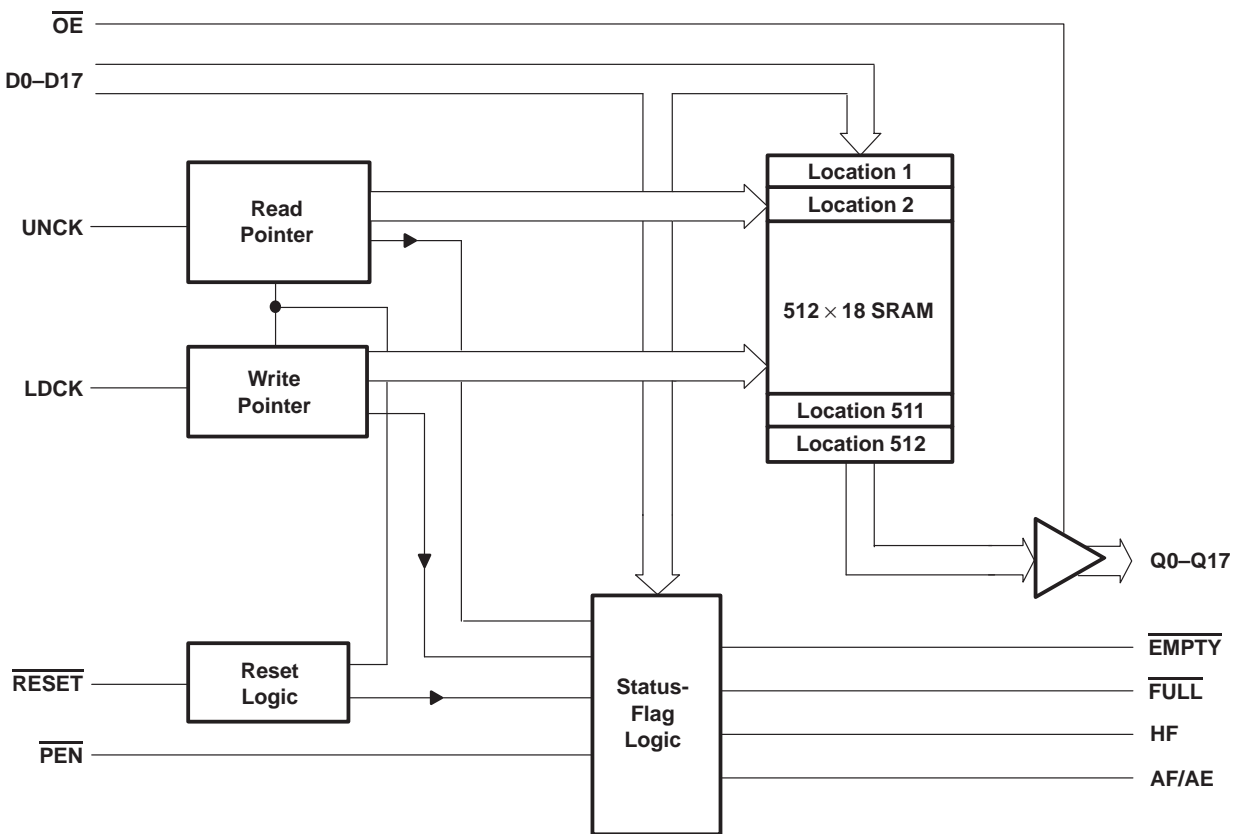 OE
D0–D17
Location 1
Location 2
Read
Pointer
UNCK
512 × 18 SRAM
Write
Pointer
LDCK
Location 511
Location 512
Q0–Q17
Status-
Flag
Logic
Reset
Logic
RESET
PEN
EMPTY
FULL
HF
AF/AE